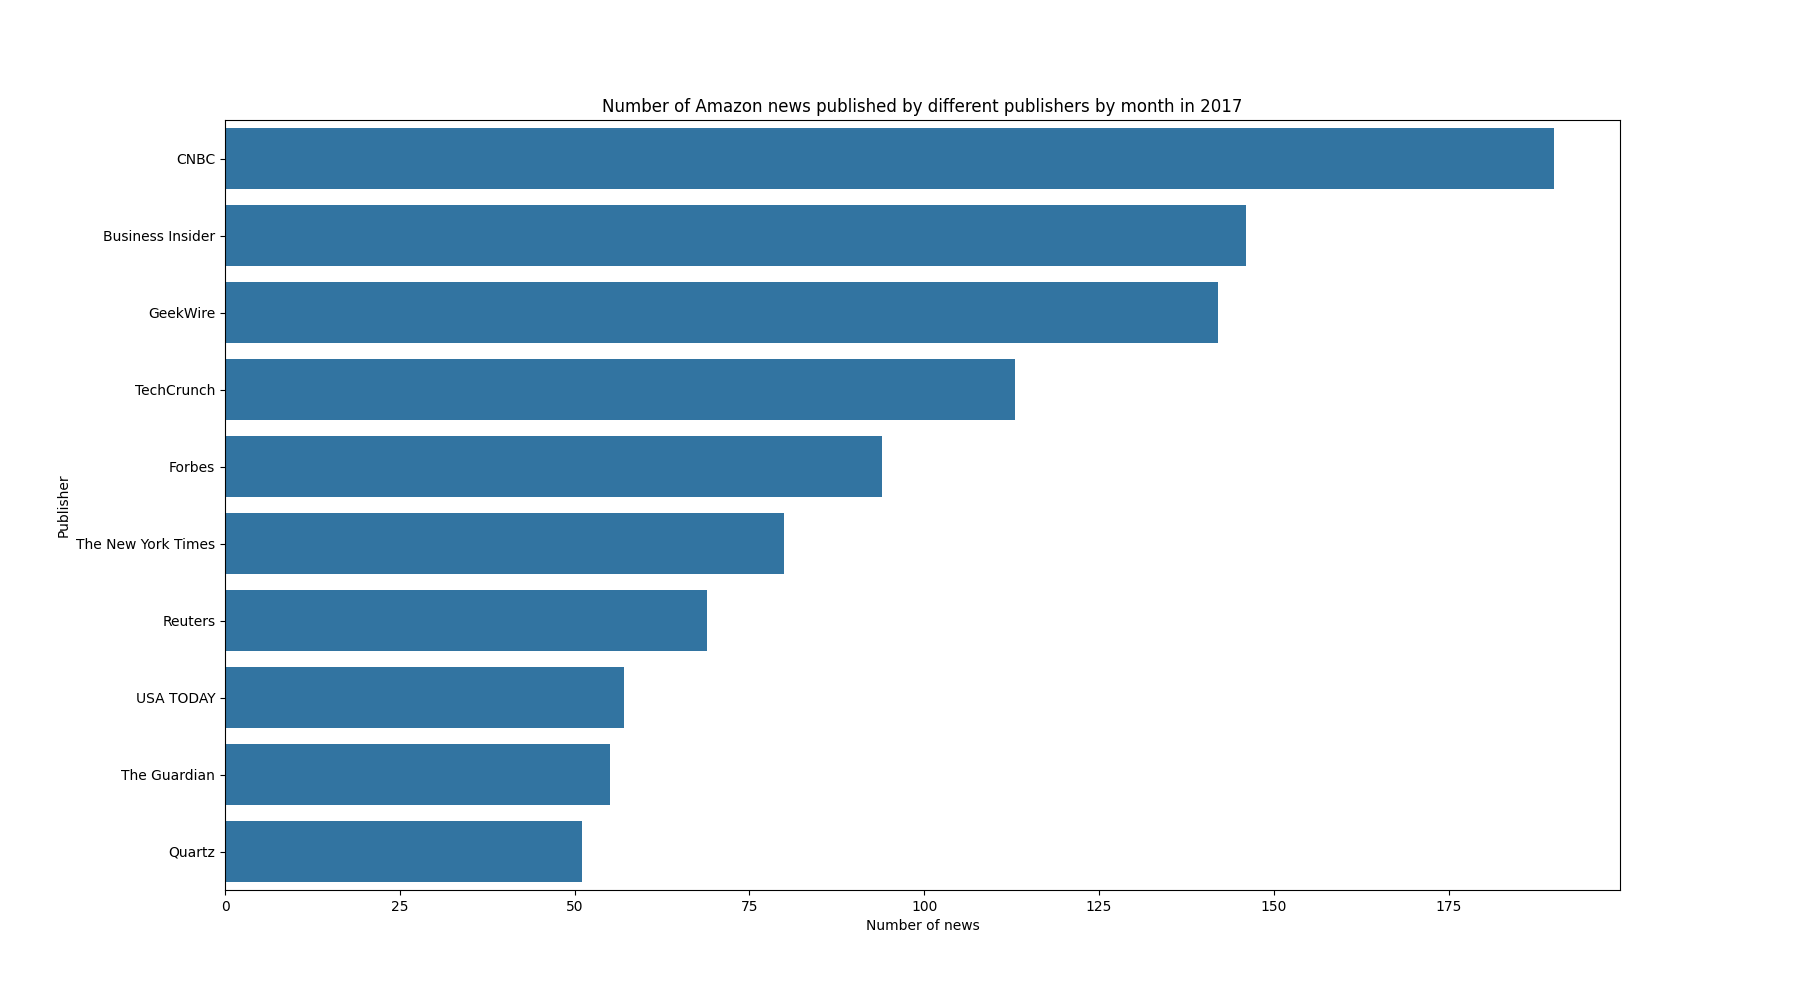 Number of Amazon news published by different publishers by month in 2017
CNBC
Business Insider
GeekWire
TechCrunch
Forbes
The New York Times
Reuters
USA TODAY
The Guardian
Quartz
Publisher
0 25 50 75 100 125 150 175
Number of news